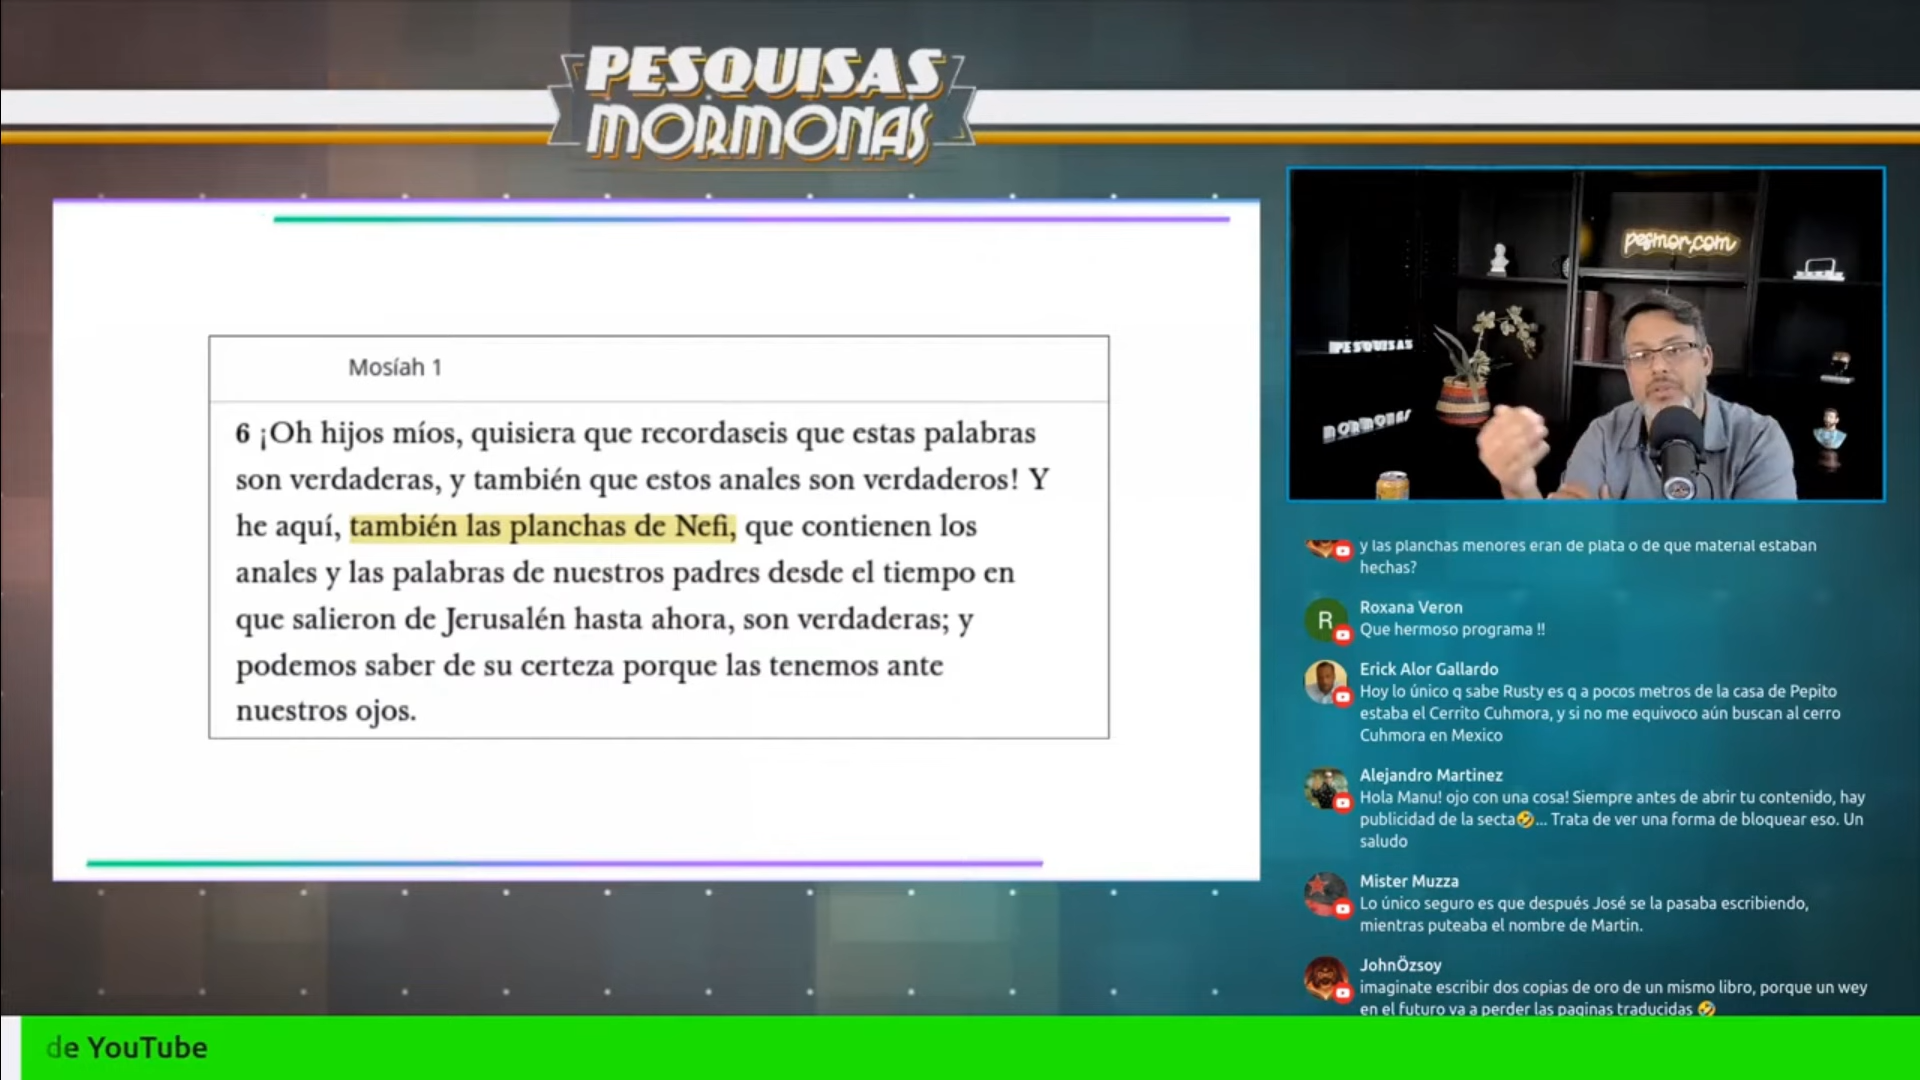 PESQUISAS
MORMONAS
Mosíah 1
6 ¡Oh hijos míos, quisiera que recordaseis que estas palabras
son verdaderas, y también que estos anales son verdaderos! Y
he aquí, también las planchas de Nefi, que contienen los
anales y las palabras de nuestros padres desde el tiempo en
que salieron de Jerusalén hasta ahora, son verdaderas; y
podemos saber de su certeza porque las tenemos ante
nuestros ojos.
pesmor.com
PESQUISAS
MORMONAS
y las planchas menores eran de plata o de que material estaban
hechas?
R
Roxana Veron
Que hermoso programa !!
Erick Alor Gallardo
Hoy lo único q sabe Rusty es q a pocos metros de la casa de Pepito
estaba el Cerrito Cuhmora, y si no me equivoco aún buscan al cerro
Cuhmora en Mexico
Alejandro Martinez
Hola Manu! ojo con una cosa! Siempre antes de abrir tu contenido, hay
publicidad de la secta🤣... Trata de ver una forma de bloquear eso. Un
saludo
Mister Muzza
Lo único seguro es que después José se la pasaba escribiendo,
mientras puteaba el nombre de Martin.
JohnÖzsoy
imaginate escribir dos copias de oro de un mismo libro, porque un wey
en el futuro va a perder las paginas traducidas 🤣
de YouTube